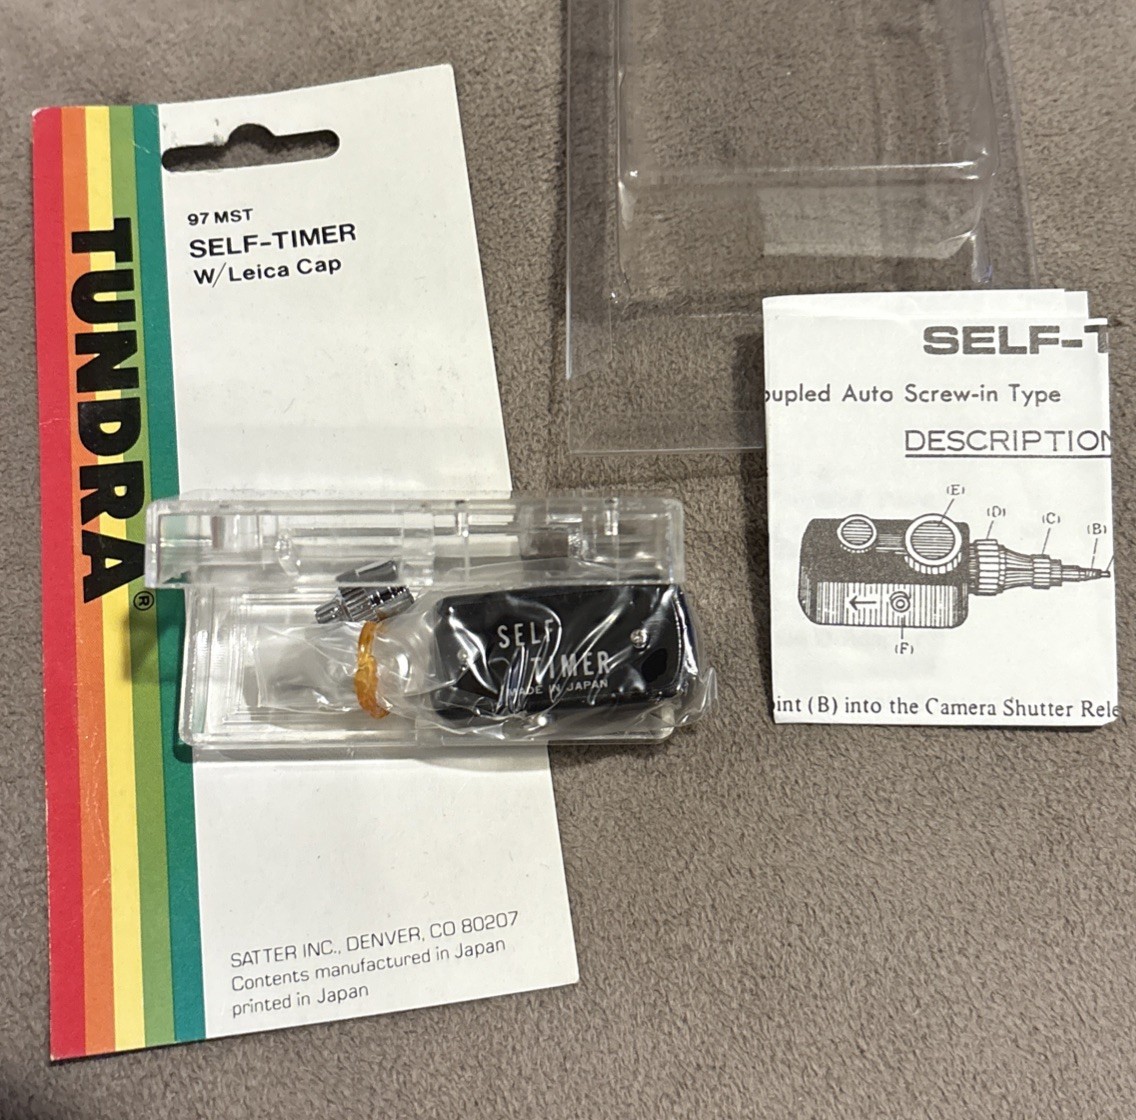 TUNDRA®
97 MST
SELF-TIMER
W/Leica Cap
SELF
TIMER
MADE IN JAPAN
SATTER INC., DENVER, CO 80207
Contents manufactured in Japan
printed in Japan
SELF-T
oupled Auto Screw-in Type
DESCRIPTION
(E)
(D)
(C)
(B)
(F)
int (B) into the Camera Shutter Rele